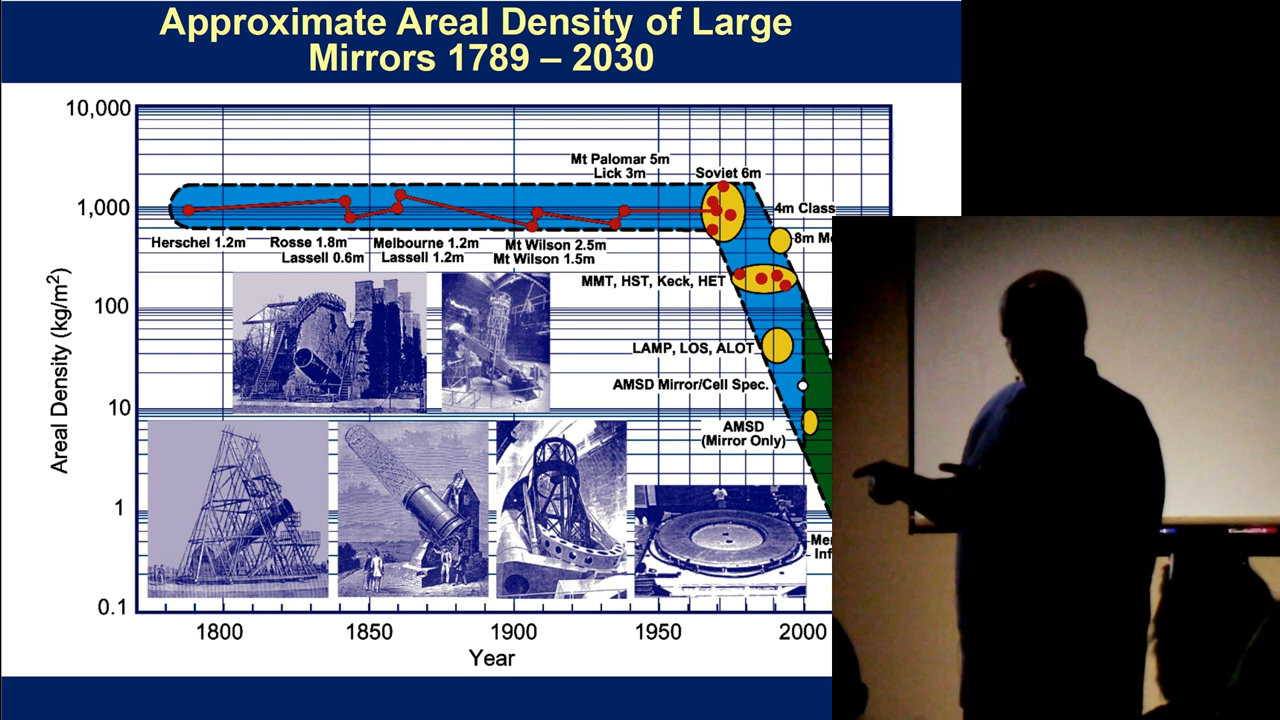 Approximate Areal Density of Large
Mirrors 1789 – 2030
10,000
Mt Palomar 5m
Lick 3m
Soviet 6m
1,000
4m Class
Herschel 1.2m
Rosse 1.8m
Lassell 0.6m
Melbourne 1.2m
Lassell 1.2m
Mt Wilson 2.5m
Mt Wilson 1.5m
8m
MMT, HST, Keck, HET
100
LAMP, LOS, ALOT
AMSD Mirror/Cell Spec.
10
AMSD
(Mirror Only)
1
0.1
Areal Density (kg/m²)
1800
1850
1900
1950
2000
Year